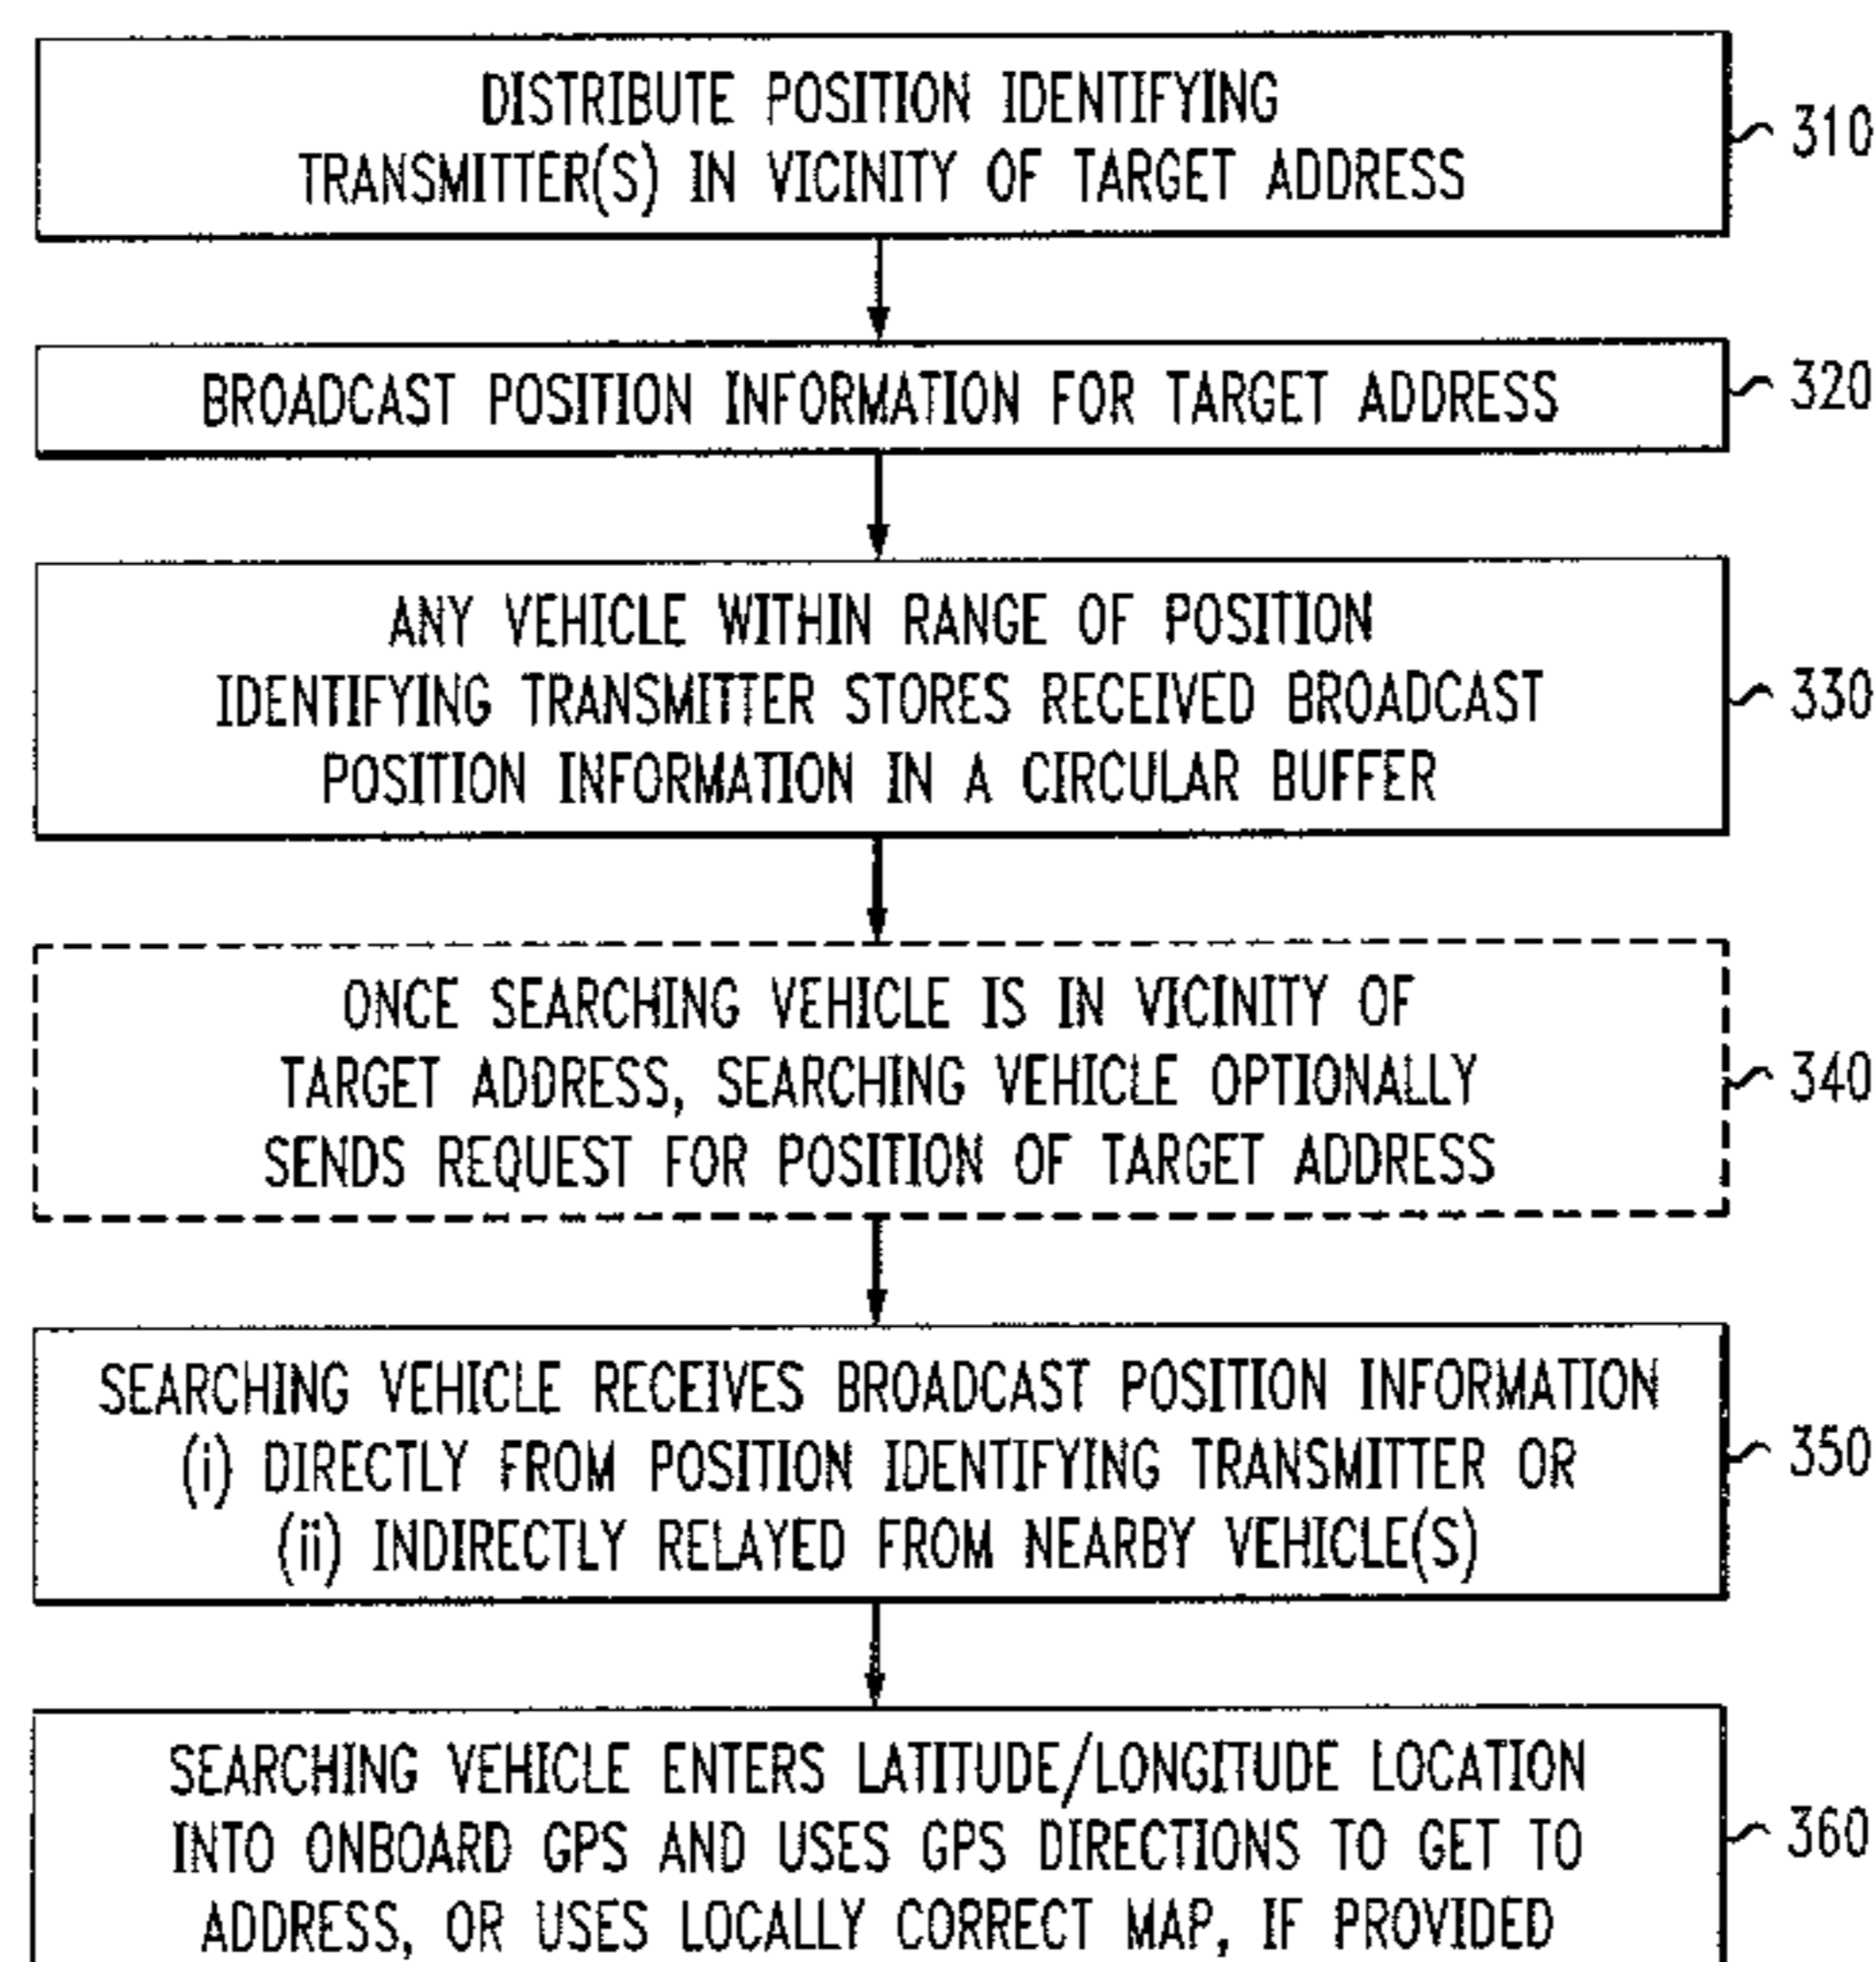 DISTRIBUTE POSITION IDENTIFYING
TRANSMITTER(S) IN VICINITY OF TARGET ADDRESS
310
BROADCAST POSITION INFORMATION FOR TARGET ADDRESS
320
ANY VEHICLE WITHIN RANGE OF POSITION
IDENTIFYING TRANSMITTER STORES RECEIVED BROADCAST
POSITION INFORMATION IN A CIRCULAR BUFFER
330
ONCE SEARCHING VEHICLE IS IN VICINITY OF
TARGET ADDRESS, SEARCHING VEHICLE OPTIONALLY
SENDS REQUEST FOR POSITION OF TARGET ADDRESS
340
SEARCHING VEHICLE RECEIVES BROADCAST POSITION INFORMATION
(i) DIRECTLY FROM POSITION IDENTIFYING TRANSMITTER OR
(ii) INDIRECTLY RELAYED FROM NEARBY VEHICLE(S)
350
SEARCHING VEHICLE ENTERS LATITUDE/LONGITUDE LOCATION
INTO ONBOARD GPS AND USES GPS DIRECTIONS TO GET TO
ADDRESS, OR USES LOCALLY CORRECT MAP, IF PROVIDED
360